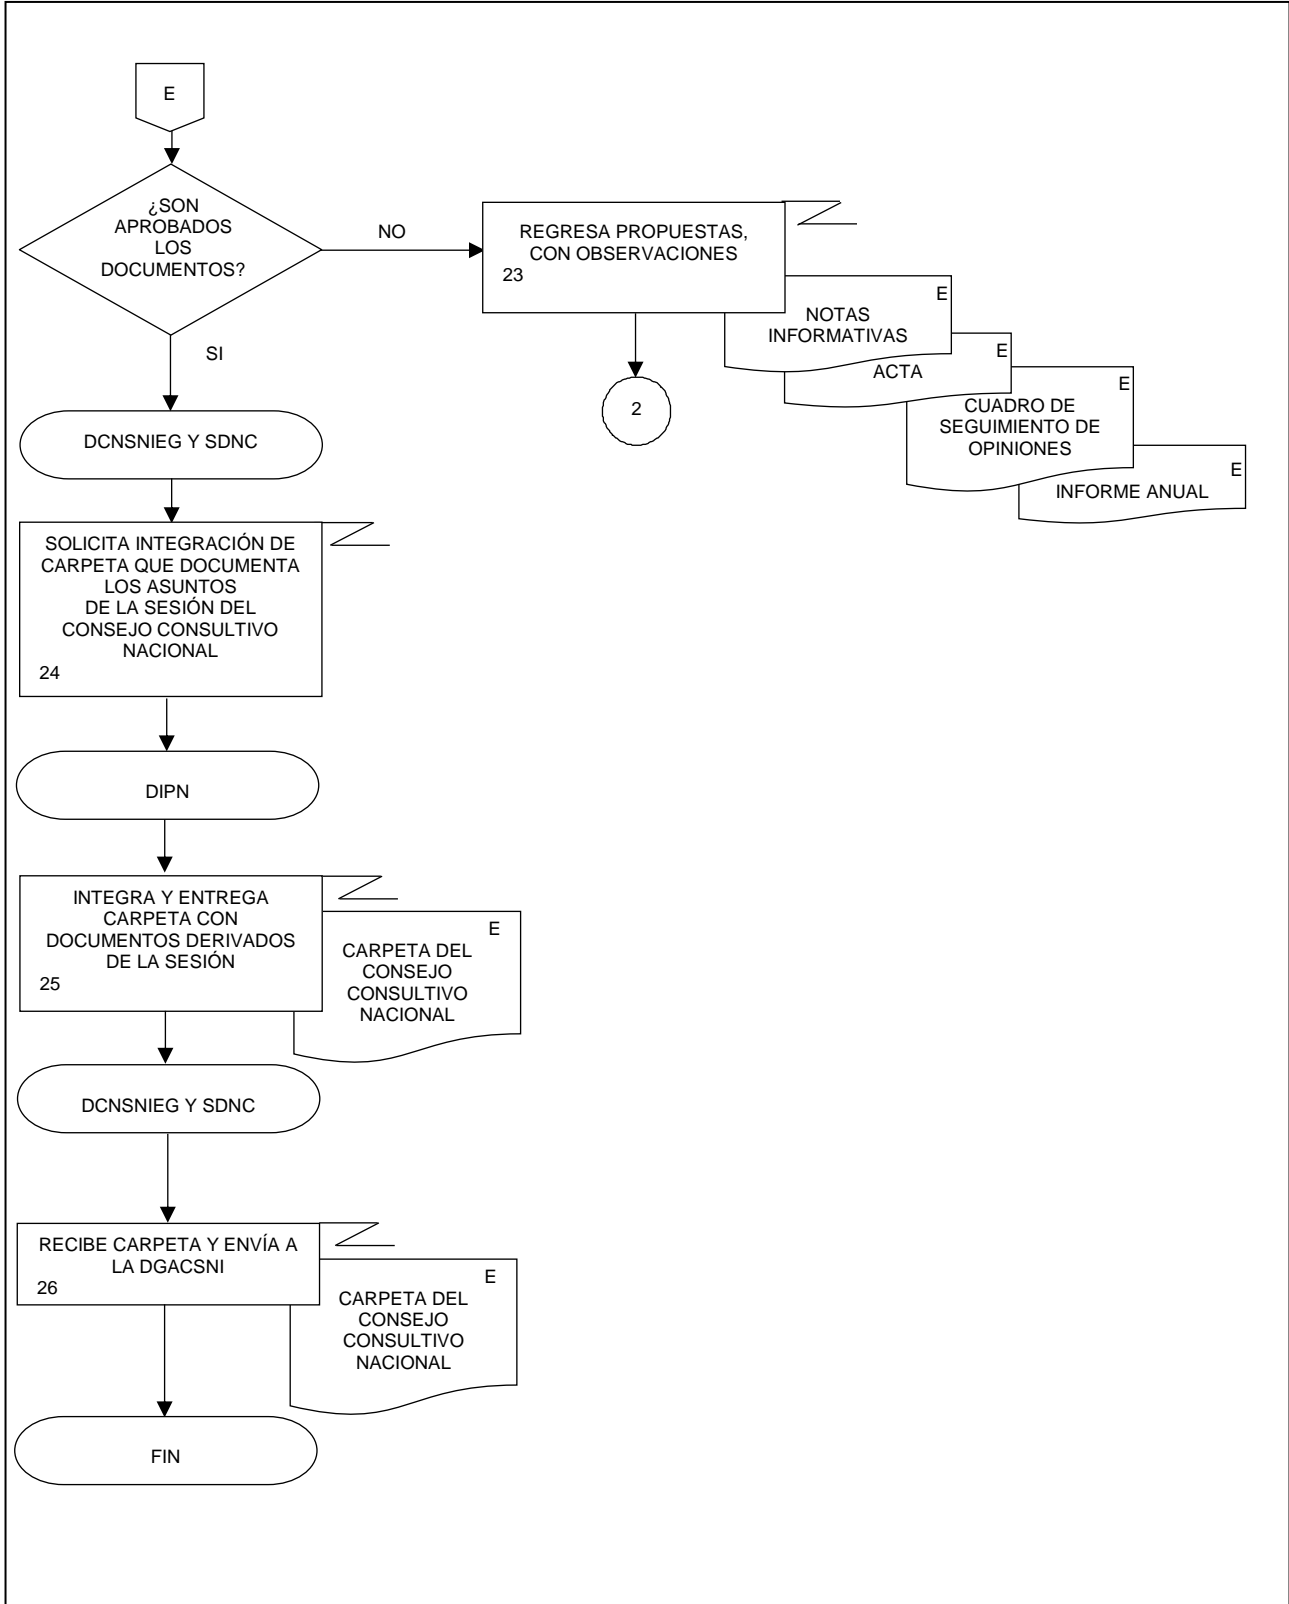 E
¿SON
APROBADOS
LOS
DOCUMENTOS?
NO
SI
REGRESA PROPUESTAS,
CON OBSERVACIONES
23
2
E
NOTAS
INFORMATIVAS
E
ACTA
E
CUADRO DE
SEGUIMIENTO DE
OPINIONES
E
INFORME ANUAL
DCNSNIEG Y SDNC
SOLICITA INTEGRACIÓN DE
CARPETA QUE DOCUMENTA
LOS ASUNTOS
DE LA SESIÓN DEL
CONSEJO CONSULTIVO
NACIONAL
24
DIPN
INTEGRA Y ENTREGA
CARPETA CON
DOCUMENTOS DERIVADOS
DE LA SESIÓN
25
E
CARPETA DEL
CONSEJO
CONSULTIVO
NACIONAL
DCNSNIEG Y SDNC
RECIBE CARPETA Y ENVÍA A
LA DGACSNI
26
E
CARPETA DEL
CONSEJO
CONSULTIVO
NACIONAL
FIN